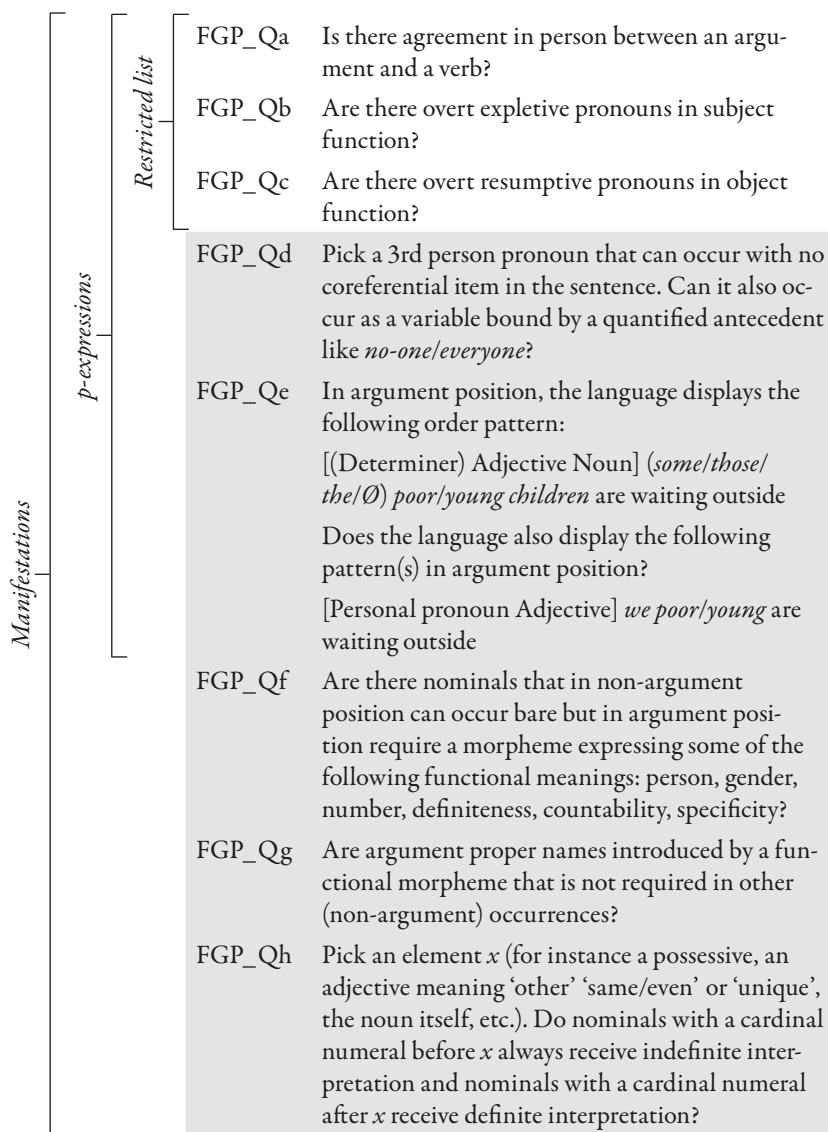 Manifestations
p-expressions
Restricted list
FGP_Qa Is there agreement in person between an argu-
ment and a verb?
FGP_Qb Are there overt expletive pronouns in subject
function?
FGP_Qc Are there overt resumptive pronouns in object
function?
FGP_Qd Pick a 3rd person pronoun that can occur with no
coreferential item in the sentence. Can it also oc-
cur as a variable bound by a quantified antecedent
like no-one/everyone?
FGP_Qe In argument position, the language displays the
following order pattern:
[(Determiner) Adjective Noun] (some/those/
the/Ø) poor/young children are waiting outside
Does the language also display the following
pattern(s) in argument position?
[Personal pronoun Adjective] we poor/young are
waiting outside
FGP_Qf Are there nominals that in non-argument
position can occur bare but in argument posi-
tion require a morpheme expressing some of the
following functional meanings: person, gender,
number, definiteness, countability, specificity?
FGP_Qg Are argument proper names introduced by a fun-
ctional morpheme that is not required in other
(non-argument) occurrences?
FGP_Qh Pick an element x (for instance a possessive, an
adjective meaning ‘other’ ‘same/even’ or ‘unique’,
the noun itself, etc.). Do nominals with a cardinal
numeral before x always receive indefinite inter-
pretation and nominals with a cardinal numeral
after x receive definite interpretation?